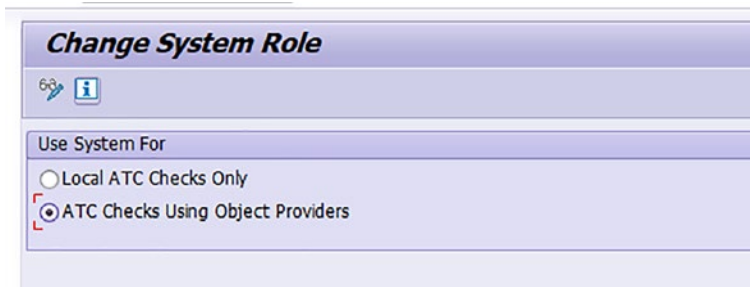 Change System Role
Use System For
Local ATC Checks Only
ATC Checks Using Object Providers